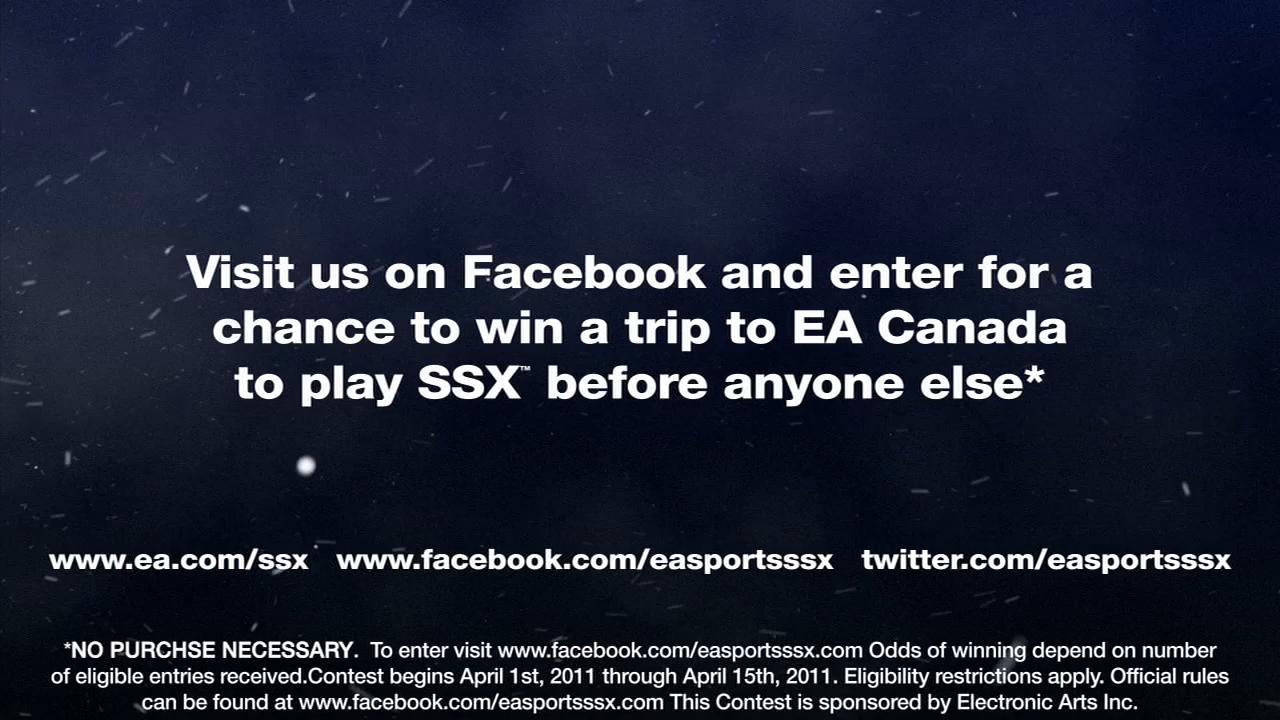 Visit us on Facebook and enter for a
chance to win a trip to EA Canada
to play SSX™ before anyone else*
www.ea.com/ssx www.facebook.com/easportsssx twitter.com/easportsssx
*NO PURCHSE NECESSARY. To enter visit www.facebook.com/easportsssx.com Odds of winning depend on number
of eligible entries received.Contest begins April 1st, 2011 through April 15th, 2011. Eligibility restrictions apply. Official rules
can be found at www.facebook.com/easportsssx.com This Contest is sponsored by Electronic Arts Inc.